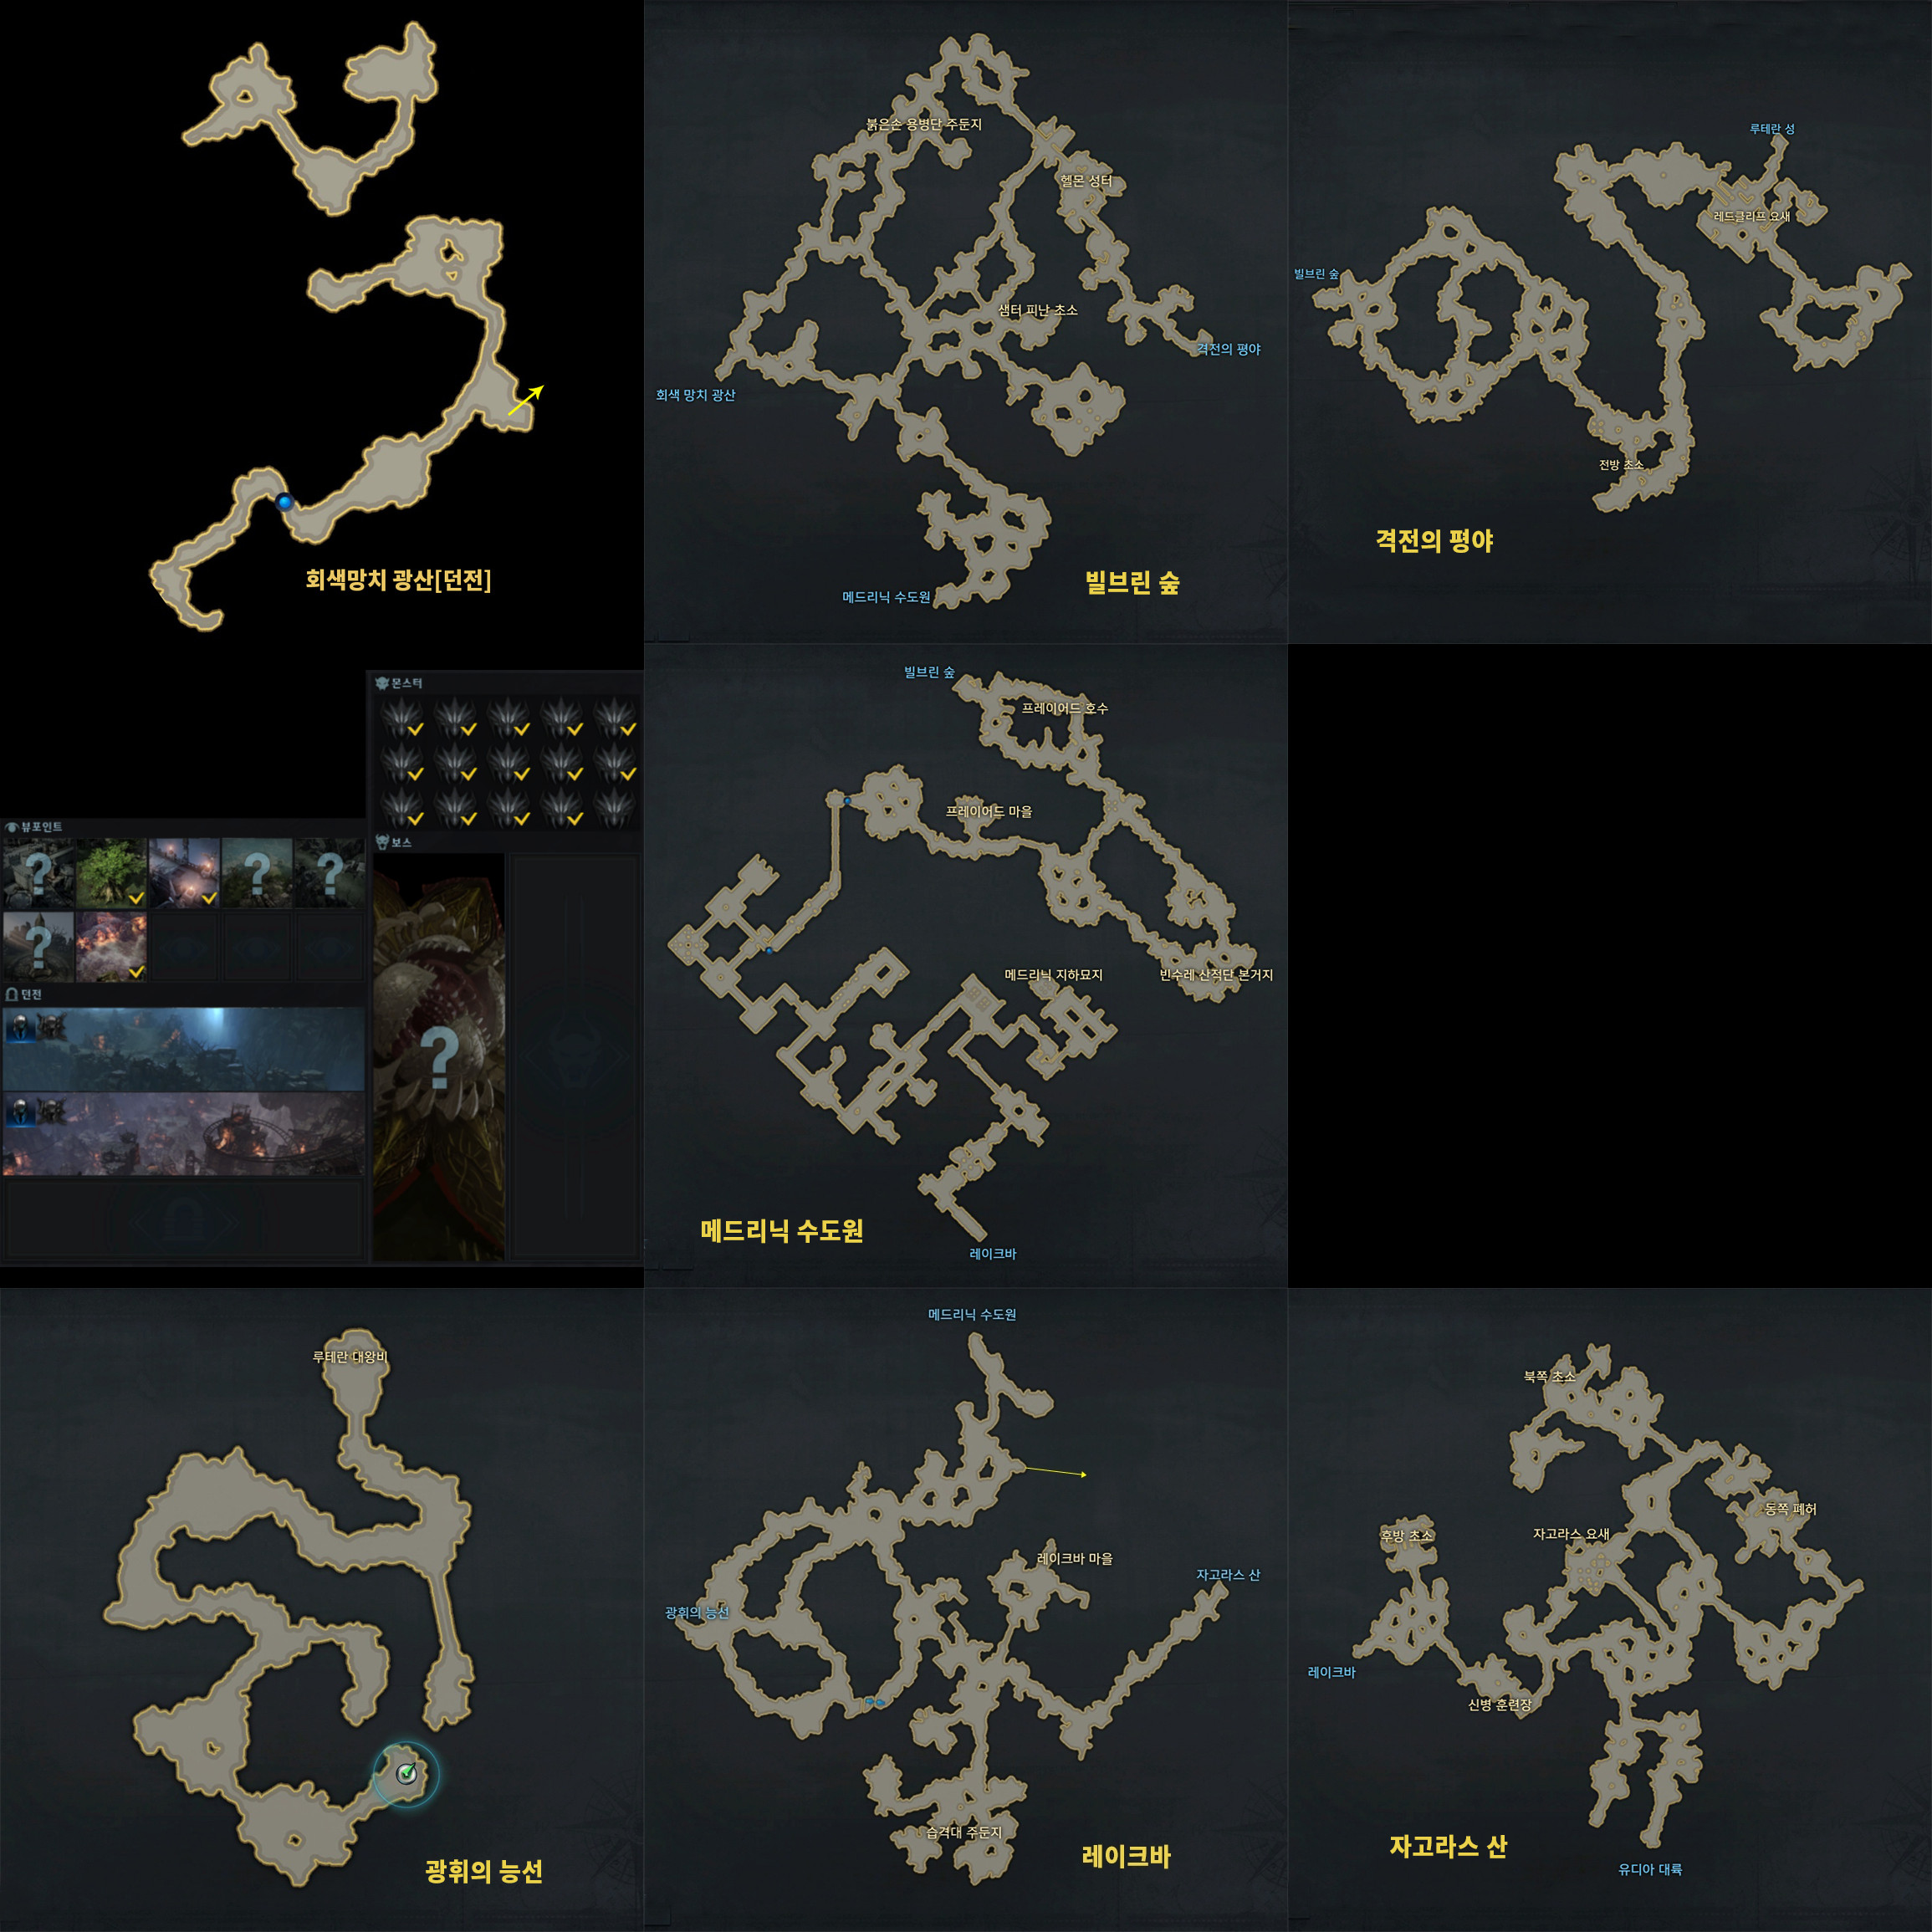 회색망치 광산[던전]
붉은손 용병단 주둔지
헬몬 성터
샘터 피난 초소
격전의 평야
회색 망치 광산
메드리닉 수도원
빌브린 숲
루테란 성
레드클리프 요새
빌브린 숲
전방 초소
격전의 평야
몬스터
뷰포인트
보스
던전
?
?
?
?
?
빌브린 숲
프레이어드 호수
프레이어드 마을
메드리닉 지하묘지
빈수레 산적단 본거지
메드리닉 수도원
레이크바
루테란 대왕비
광휘의 능선
메드리닉 수도원
레이크바 마을
자고라스 산
광휘의 능선
습격대 주둔지
레이크바
북쪽 초소
동쪽 폐허
후방 초소
자고라스 요새
레이크바
신병 훈련장
자고라스 산
유디아 대륙